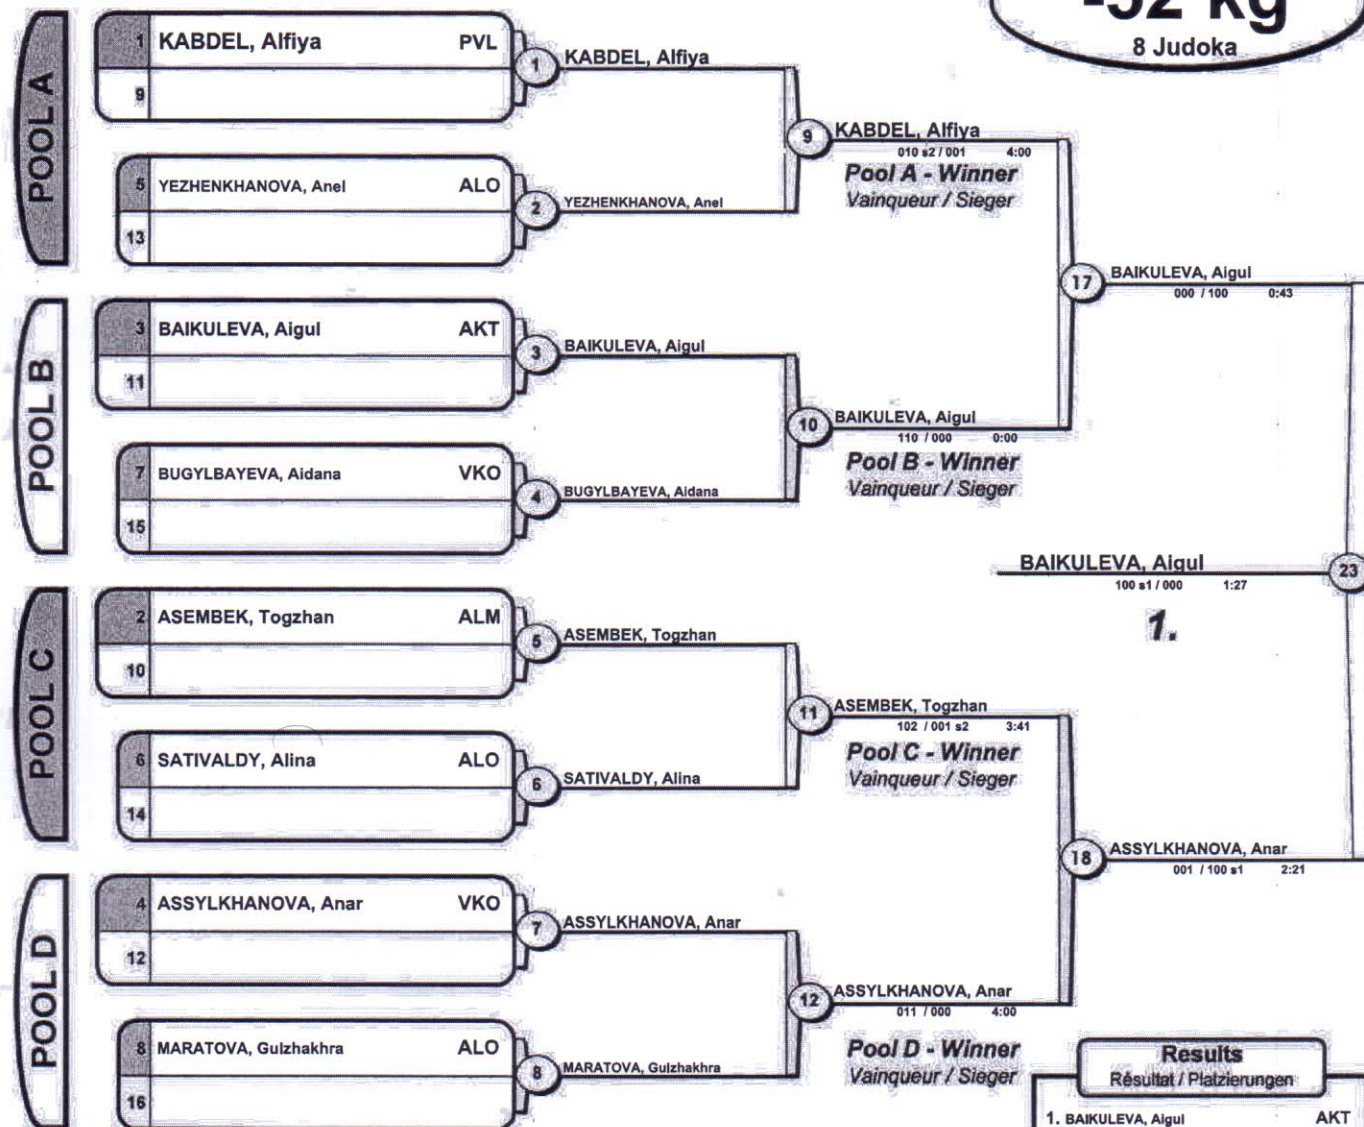 -52 kg
8 Judoka
POOL A
1 KABDEL, Alfiya PVL
9
1 KABDEL, Alfiya
5 YEZHENKHANOVA, Anel ALO
13
2 YEZHENKHANOVA, Anel
9 KABDEL, Alfiya
010 s2 / 001 4:00
Pool A - Winner
Vainqueur / Sieger
POOL B
3 BAIKULEVA, Aigul AKT
11
3 BAIKULEVA, Aigul
7 BUGYLBAYEVA, Aidana VKO
15
4 BUGYLBAYEVA, Aidana
10 BAIKULEVA, Aigul
110 / 000 0:00
Pool B - Winner
Vainqueur / Sieger
17 BAIKULEVA, Aigul
000 / 100 0:43
BAIKULEVA, Aigul 23
100 s1 / 000 1:27
1.
POOL C
2 ASEMBEK, Togzhan ALM
10
5 ASEMBEK, Togzhan
6 SATIVALDY, Alina ALO
14
6 SATIVALDY, Alina
11 ASEMBEK, Togzhan
102 / 001 s2 3:41
Pool C - Winner
Vainqueur / Sieger
18 ASSYLKHANOVA, Anar
001 / 100 s1 2:21
POOL D
4 ASSYLKHANOVA, Anar VKO
12
7 ASSYLKHANOVA, Anar
8 MARATOVA, Gulzhakhra ALO
16
8 MARATOVA, Gulzhakhra
12 ASSYLKHANOVA, Anar
011 / 000 4:00
Pool D - Winner
Vainqueur / Sieger
Results
Résultat / Platzierungen
1. BAIKULEVA, Aigul AKT